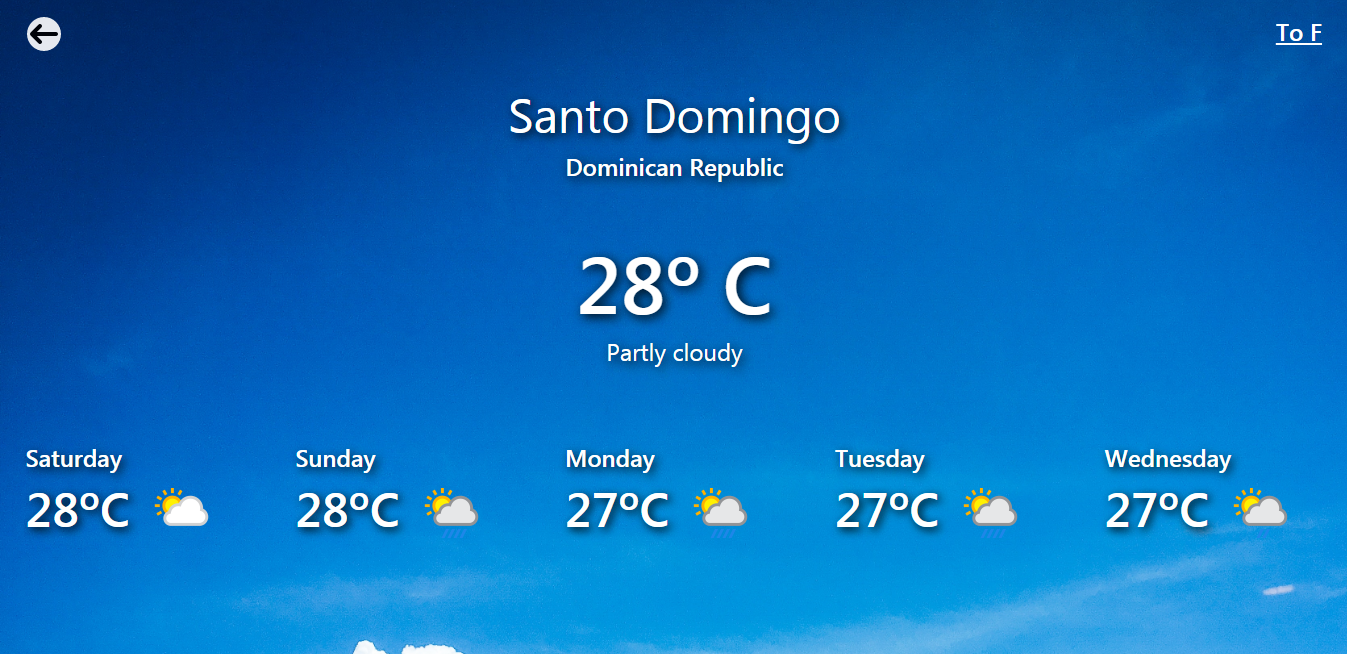 To F
Santo Domingo
Dominican Republic
28º C
Partly cloudy
Saturday
28ºC
Sunday
28ºC
Monday
27ºC
Tuesday
27ºC
Wednesday
27ºC